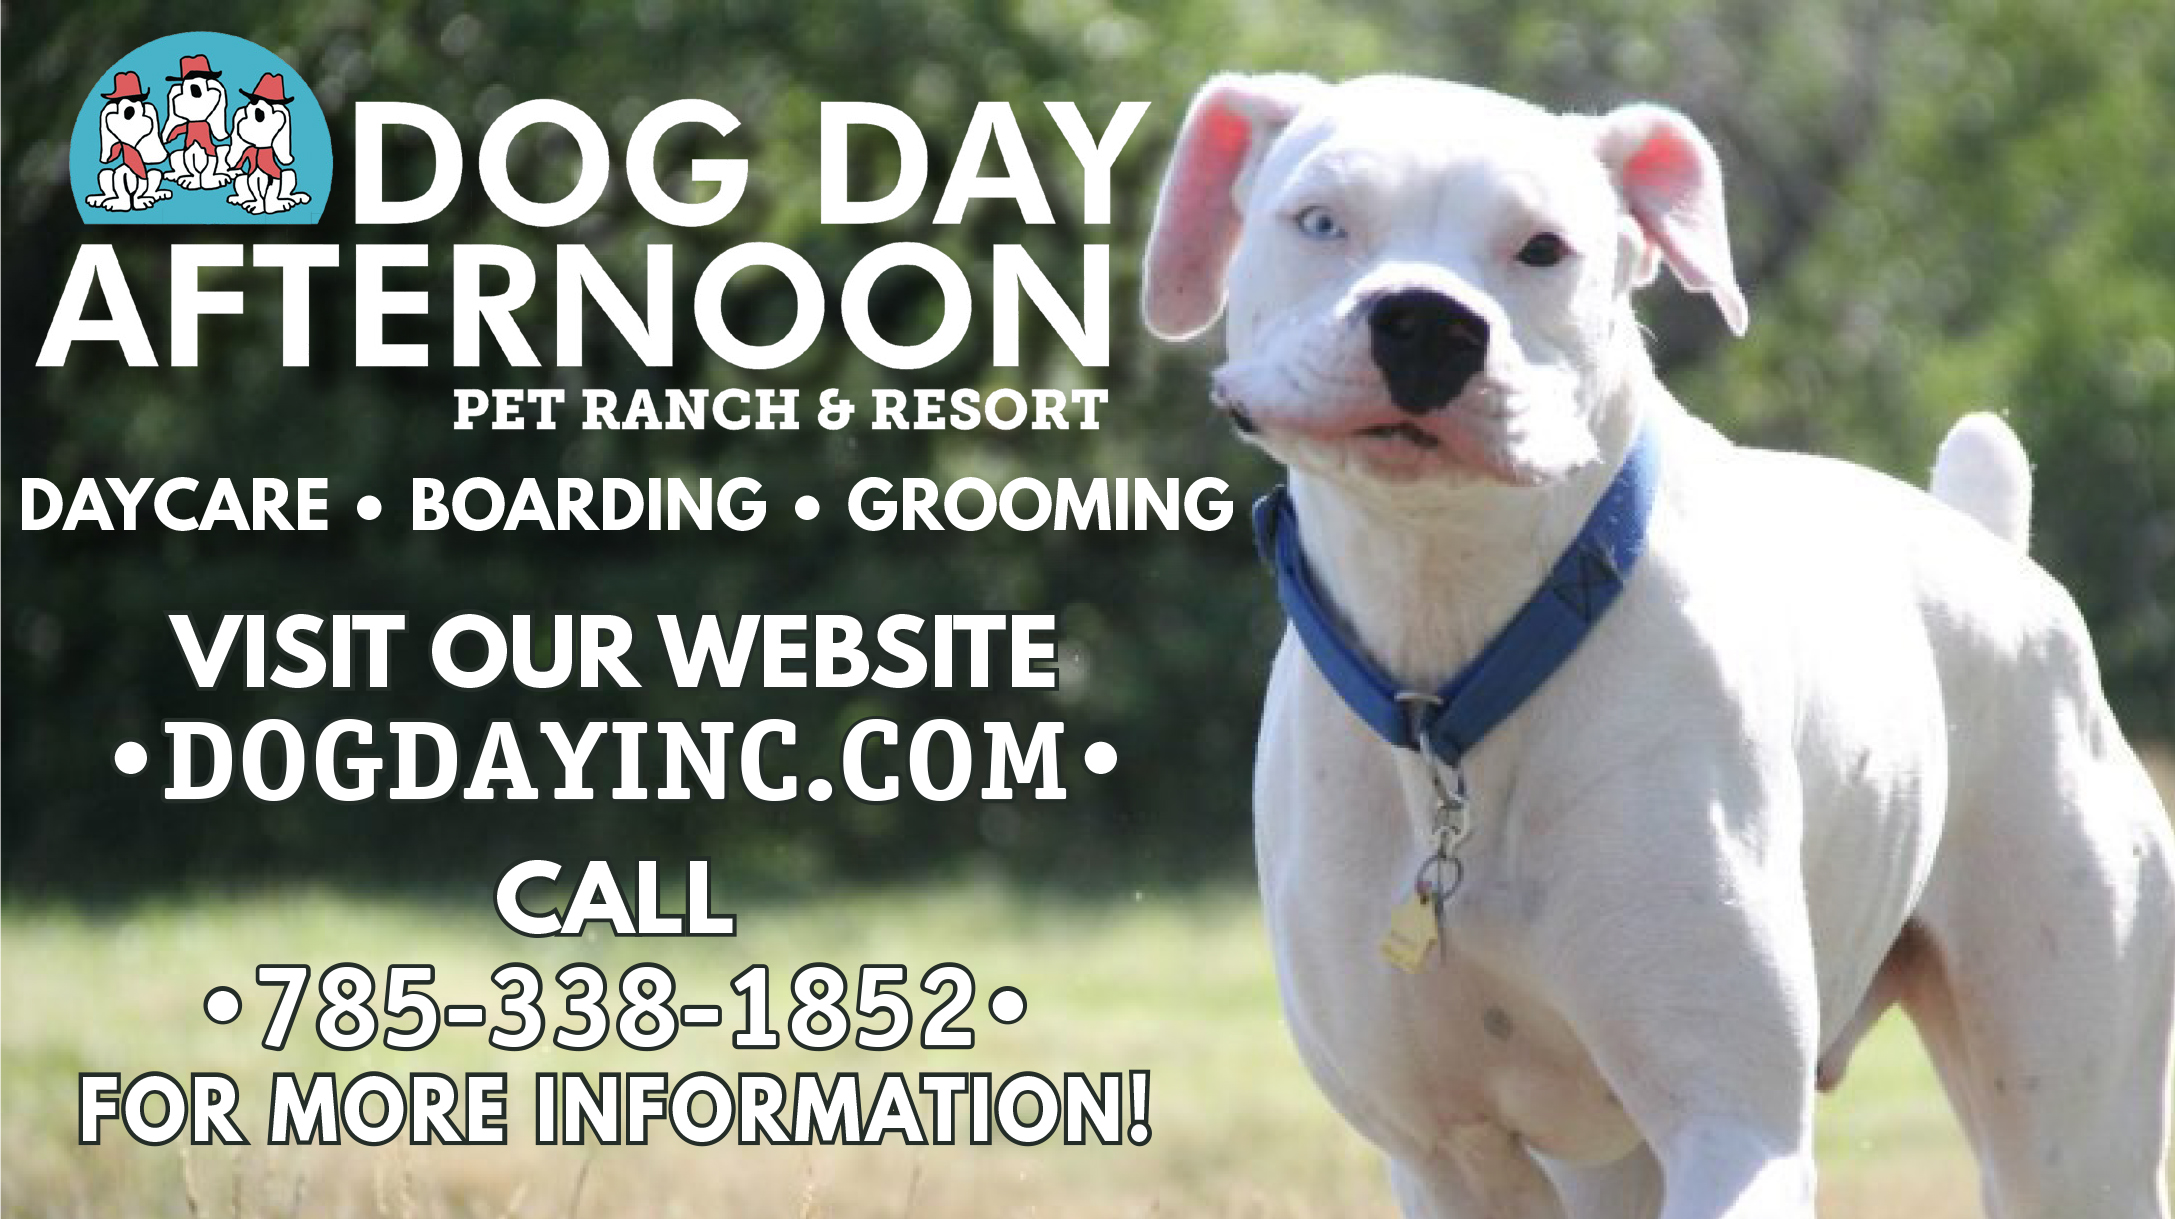 DOG DAY
AFTERNOON
PET RANCH & RESORT
DAYCARE • BOARDING • GROOMING
VISIT OUR WEBSITE
•DOGDAYINC.COM•
CALL
•785-338-1852•
FOR MORE INFORMATION!